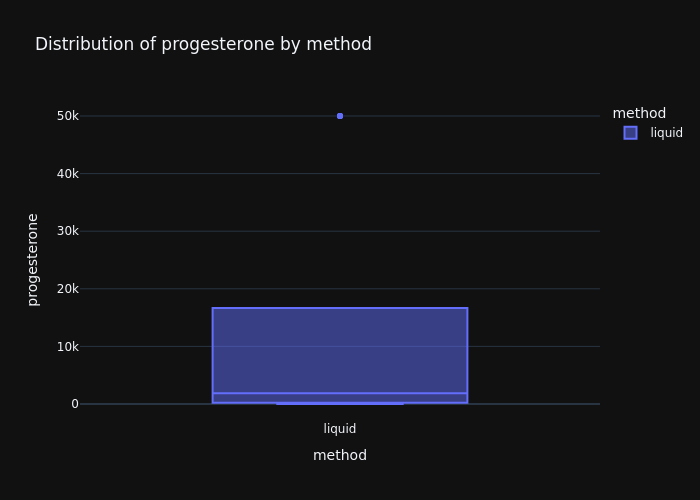 Distribution of progesterone by method
method
liquid
50k
40k
30k
20k
10k
0
progesterone
liquid
method